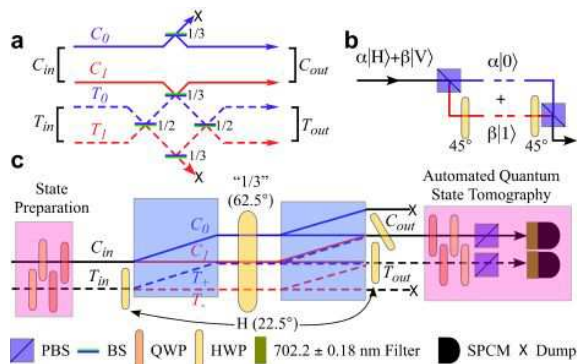 a
C0
X
1/3
Cin
Cout
C1
1/3
T0
Tin
1/2
1/2
Tout
T1
1/3
X
b
α|H⟩+β|V⟩
α|0⟩
+
β|1⟩
45°
45°
c
State
Preparation
"1/3"
(62.5°)
Automated Quantum
State Tomography
C0
X
Cout
Cin
C1
Tin
T+
Tout
T-
X
H (22.5°)
PBS
BS
QWP
HWP
702.2 ± 0.18 nm Filter
SPCM
X Dump